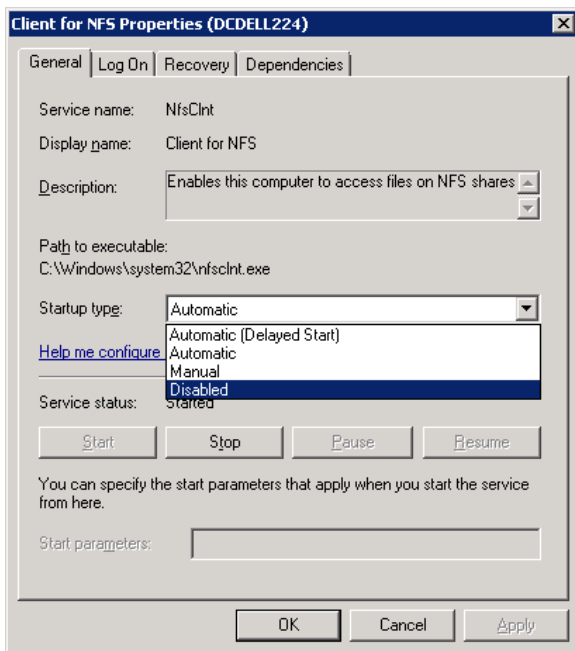 Client for NFS Properties (DCDELL224)
General Log On Recovery Dependencies
Service name: NfsClnt
Display name: Client for NFS
Description: Enables this computer to access files on NFS shares
Path to executable:
C:\Windows\system32\nfsclnt.exe
Startup type: Automatic
Automatic (Delayed Start)
Help me configure Automatic
Manual
Disabled
Service status: Started
Start Stop Pause Resume
You can specify the start parameters that apply when you start the service
from here.
Start parameters:
OK Cancel Apply